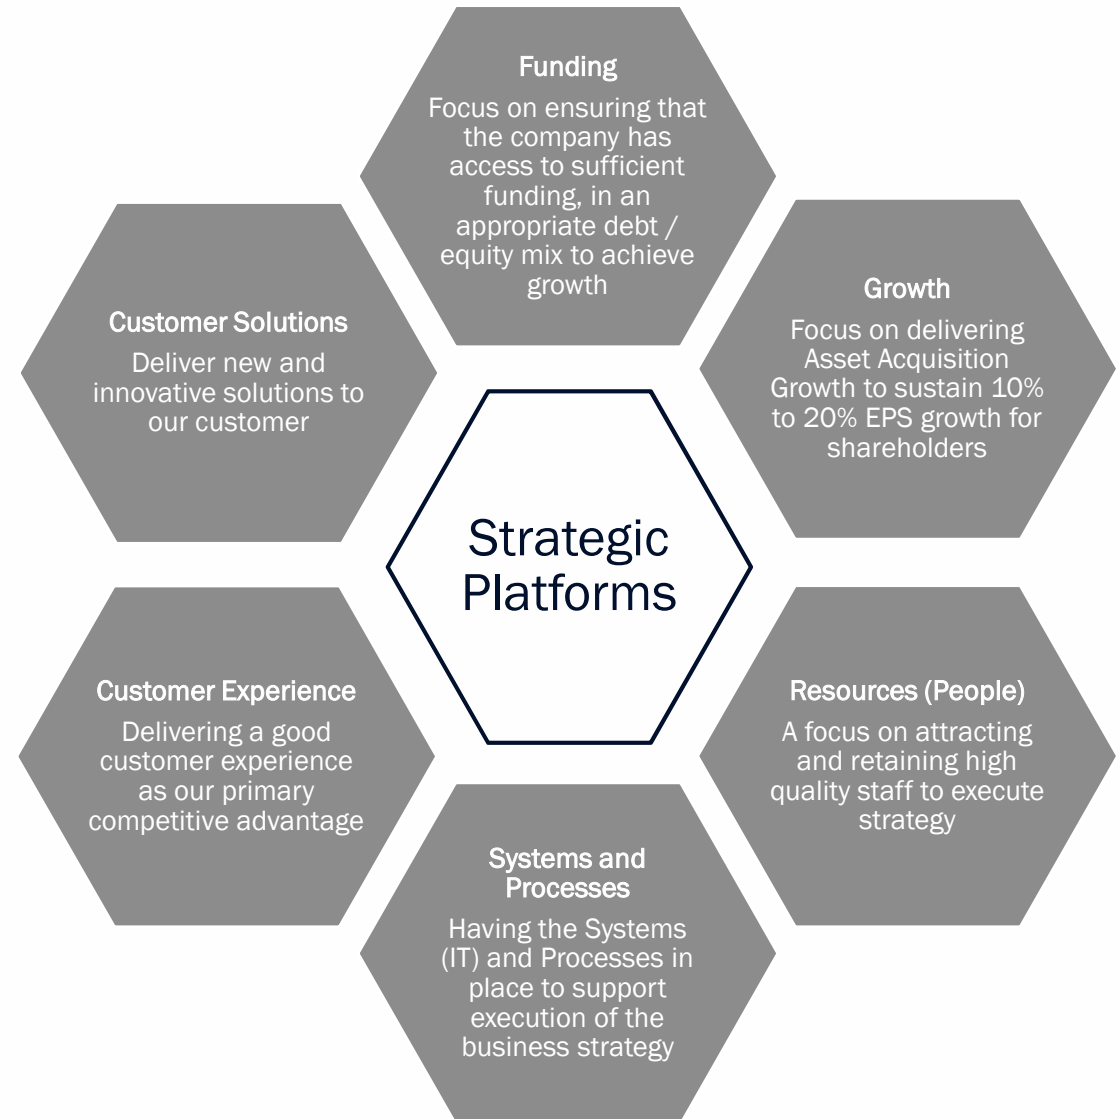 Funding
Focus on ensuring that
the company has
access to sufficient
funding, in an
appropriate debt /
equity mix to achieve
growth
Growth
Focus on delivering
Asset Acquisition
Growth to sustain 10%
to 20% EPS growth for
shareholders
Resources (People)
A focus on attracting
and retaining high
quality staff to execute
strategy
Systems and
Processes
Having the Systems
(IT) and Processes in
place to support
execution of the
business strategy
Customer Experience
Delivering a good
customer experience
as our primary
competitive advantage
Customer Solutions
Deliver new and
innovative solutions to
our customer
Strategic
Platforms